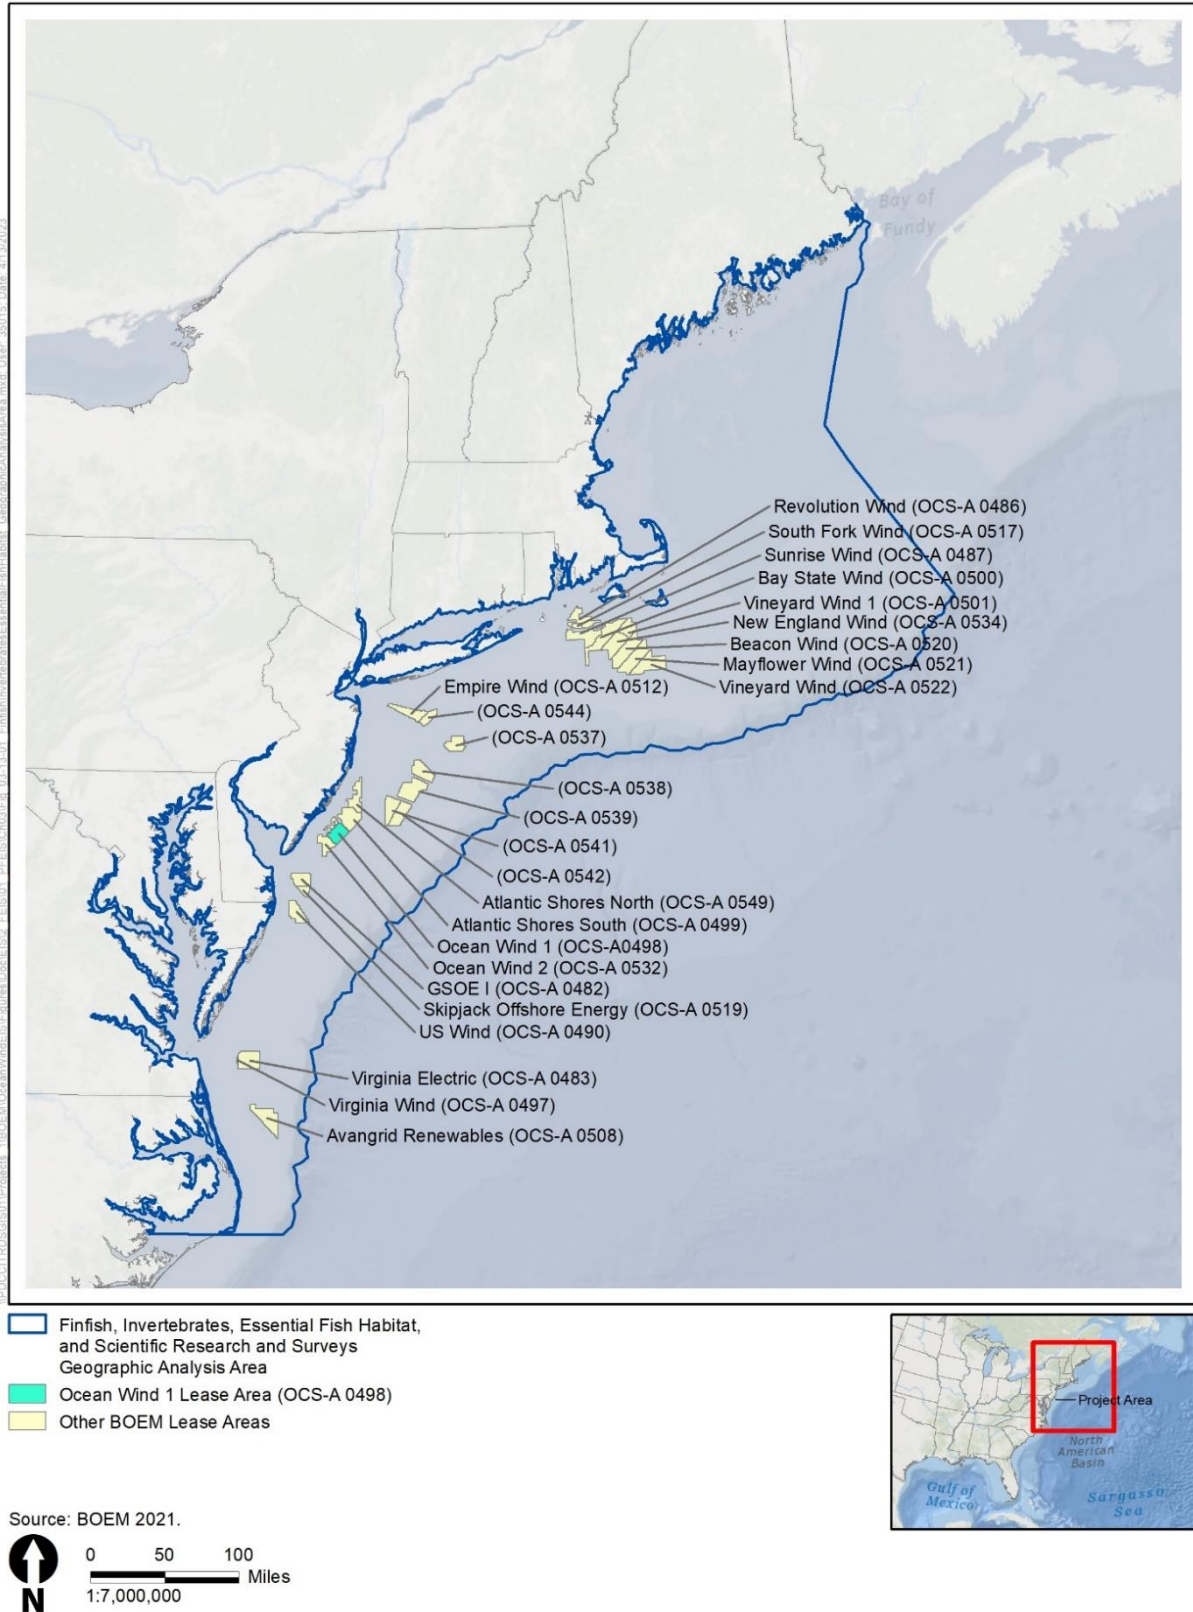 Bay of
Fundy
Revolution Wind (OCS-A 0486)
South Fork Wind (OCS-A 0517)
Sunrise Wind (OCS-A 0487)
Bay State Wind (OCS-A 0500)
Vineyard Wind 1 (OCS-A 0501)
New England Wind (OCS-A 0534)
Beacon Wind (OCS-A 0520)
Mayflower Wind (OCS-A 0521)
Vineyard Wind (OCS-A 0522)
Empire Wind (OCS-A 0512)
(OCS-A 0544)
(OCS-A 0537)
(OCS-A 0538)
(OCS-A 0539)
(OCS-A 0541)
(OCS-A 0542)
Atlantic Shores North (OCS-A 0549)
Atlantic Shores South (OCS-A 0499)
Ocean Wind 1 (OCS-A0498)
Ocean Wind 2 (OCS-A 0532)
GSOE I (OCS-A 0482)
Skipjack Offshore Energy (OCS-A 0519)
US Wind (OCS-A 0490)
Virginia Electric (OCS-A 0483)
Virginia Wind (OCS-A 0497)
Avangrid Renewables (OCS-A 0508)
Finfish, Invertebrates, Essential Fish Habitat,
and Scientific Research and Surveys
Geographic Analysis Area
Ocean Wind 1 Lease Area (OCS-A 0498)
Other BOEM Lease Areas
Project Area
North
American
Basin
Gulf of
Mexico
Sargasso
Sea
Source: BOEM 2021.
N
0 50 100
Miles
1:7,000,000